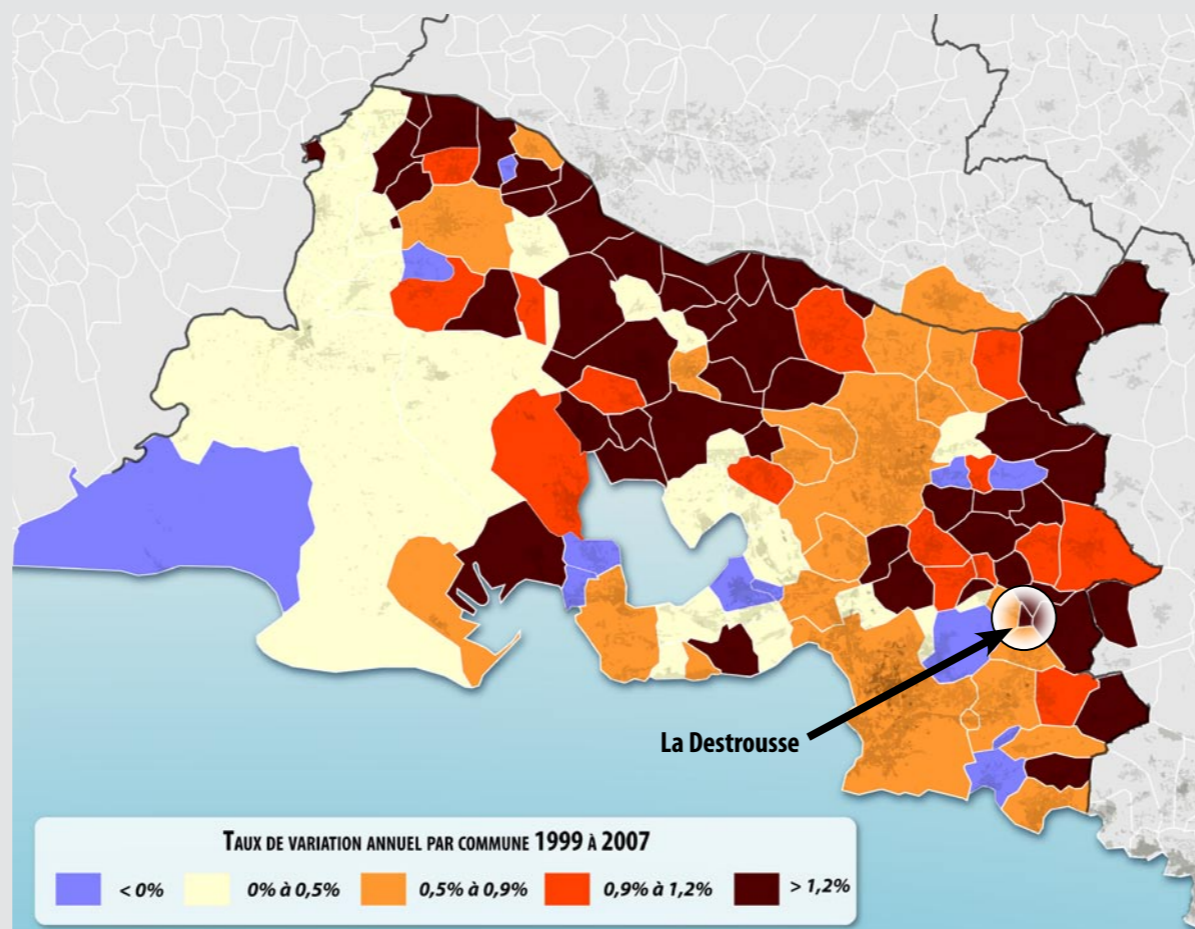 La Destrousse
TAUX DE VARIATION ANNUEL PAR COMMUNE 1999 À 2007
< 0% 0% à 0,5% 0,5% à 0,9% 0,9% à 1,2% > 1,2%